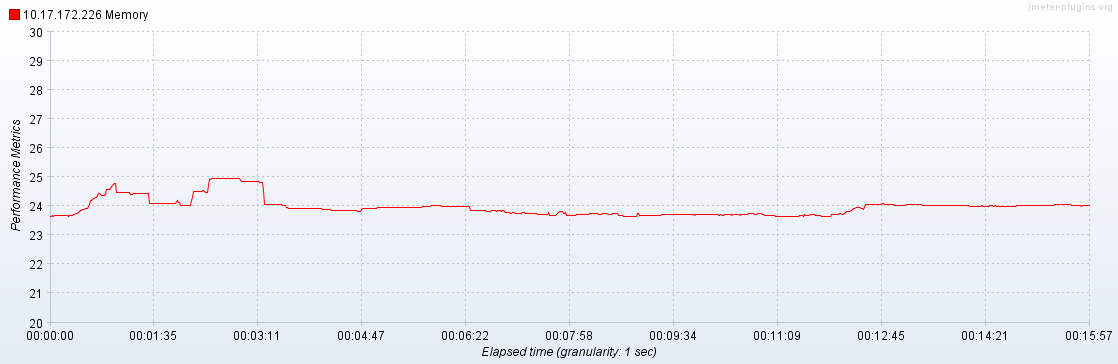 10.17.172.226 Memory
jmeter-plugins.org
30
29
28
27
26
25
24
23
22
21
20
Performance Metrics
00:00:00 00:01:35 00:03:11 00:04:47 00:06:22 00:07:58 00:09:34 00:11:09 00:12:45 00:14:21 00:15:57
Elapsed time (granularity: 1 sec)